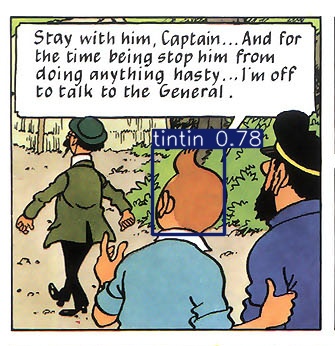 Stay with him, Captain... And for
the time being stop him from
doing anything hasty... I'm off
to talk to the General.
tintin 0.78